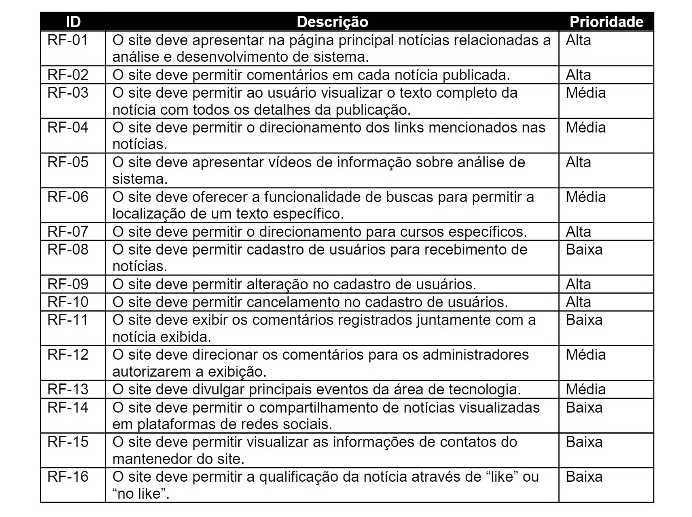 ID Descrição Prioridade
RF-01 O site deve apresentar na página principal notícias relacionadas a Alta
análise e desenvolvimento de sistema.
RF-02 O site deve permitir comentários em cada notícia publicada. Alta
RF-03 O site deve permitir ao usuário visualizar o texto completo da Média
notícia com todos os detalhes da publicação.
RF-04 O site deve permitir o direcionamento dos links mencionados nas Média
notícias.
RF-05 O site deve apresentar vídeos de informação sobre análise de Alta
sistema.
RF-06 O site deve oferecer a funcionalidade de buscas para permitir a Média
localização de um texto específico.
RF-07 O site deve permitir o direcionamento para cursos específicos. Alta
RF-08 O site deve permitir cadastro de usuários para recebimento de Baixa
notícias.
RF-09 O site deve permitir alteração no cadastro de usuários. Alta
RF-10 O site deve permitir cancelamento no cadastro de usuários. Alta
RF-11 O site deve exibir os comentários registrados juntamente com a Baixa
notícia exibida.
RF-12 O site deve direcionar os comentários para os administradores Média
autorizarem a exibição.
RF-13 O site deve divulgar principais eventos da área de tecnologia. Média
RF-14 O site deve permitir o compartilhamento de notícias visualizadas Baixa
em plataformas de redes sociais.
RF-15 O site deve permitir visualizar as informações de contatos do Baixa
mantenedor do site.
RF-16 O site deve permitir a qualificação da notícia através de “like” ou Baixa
“no like”.